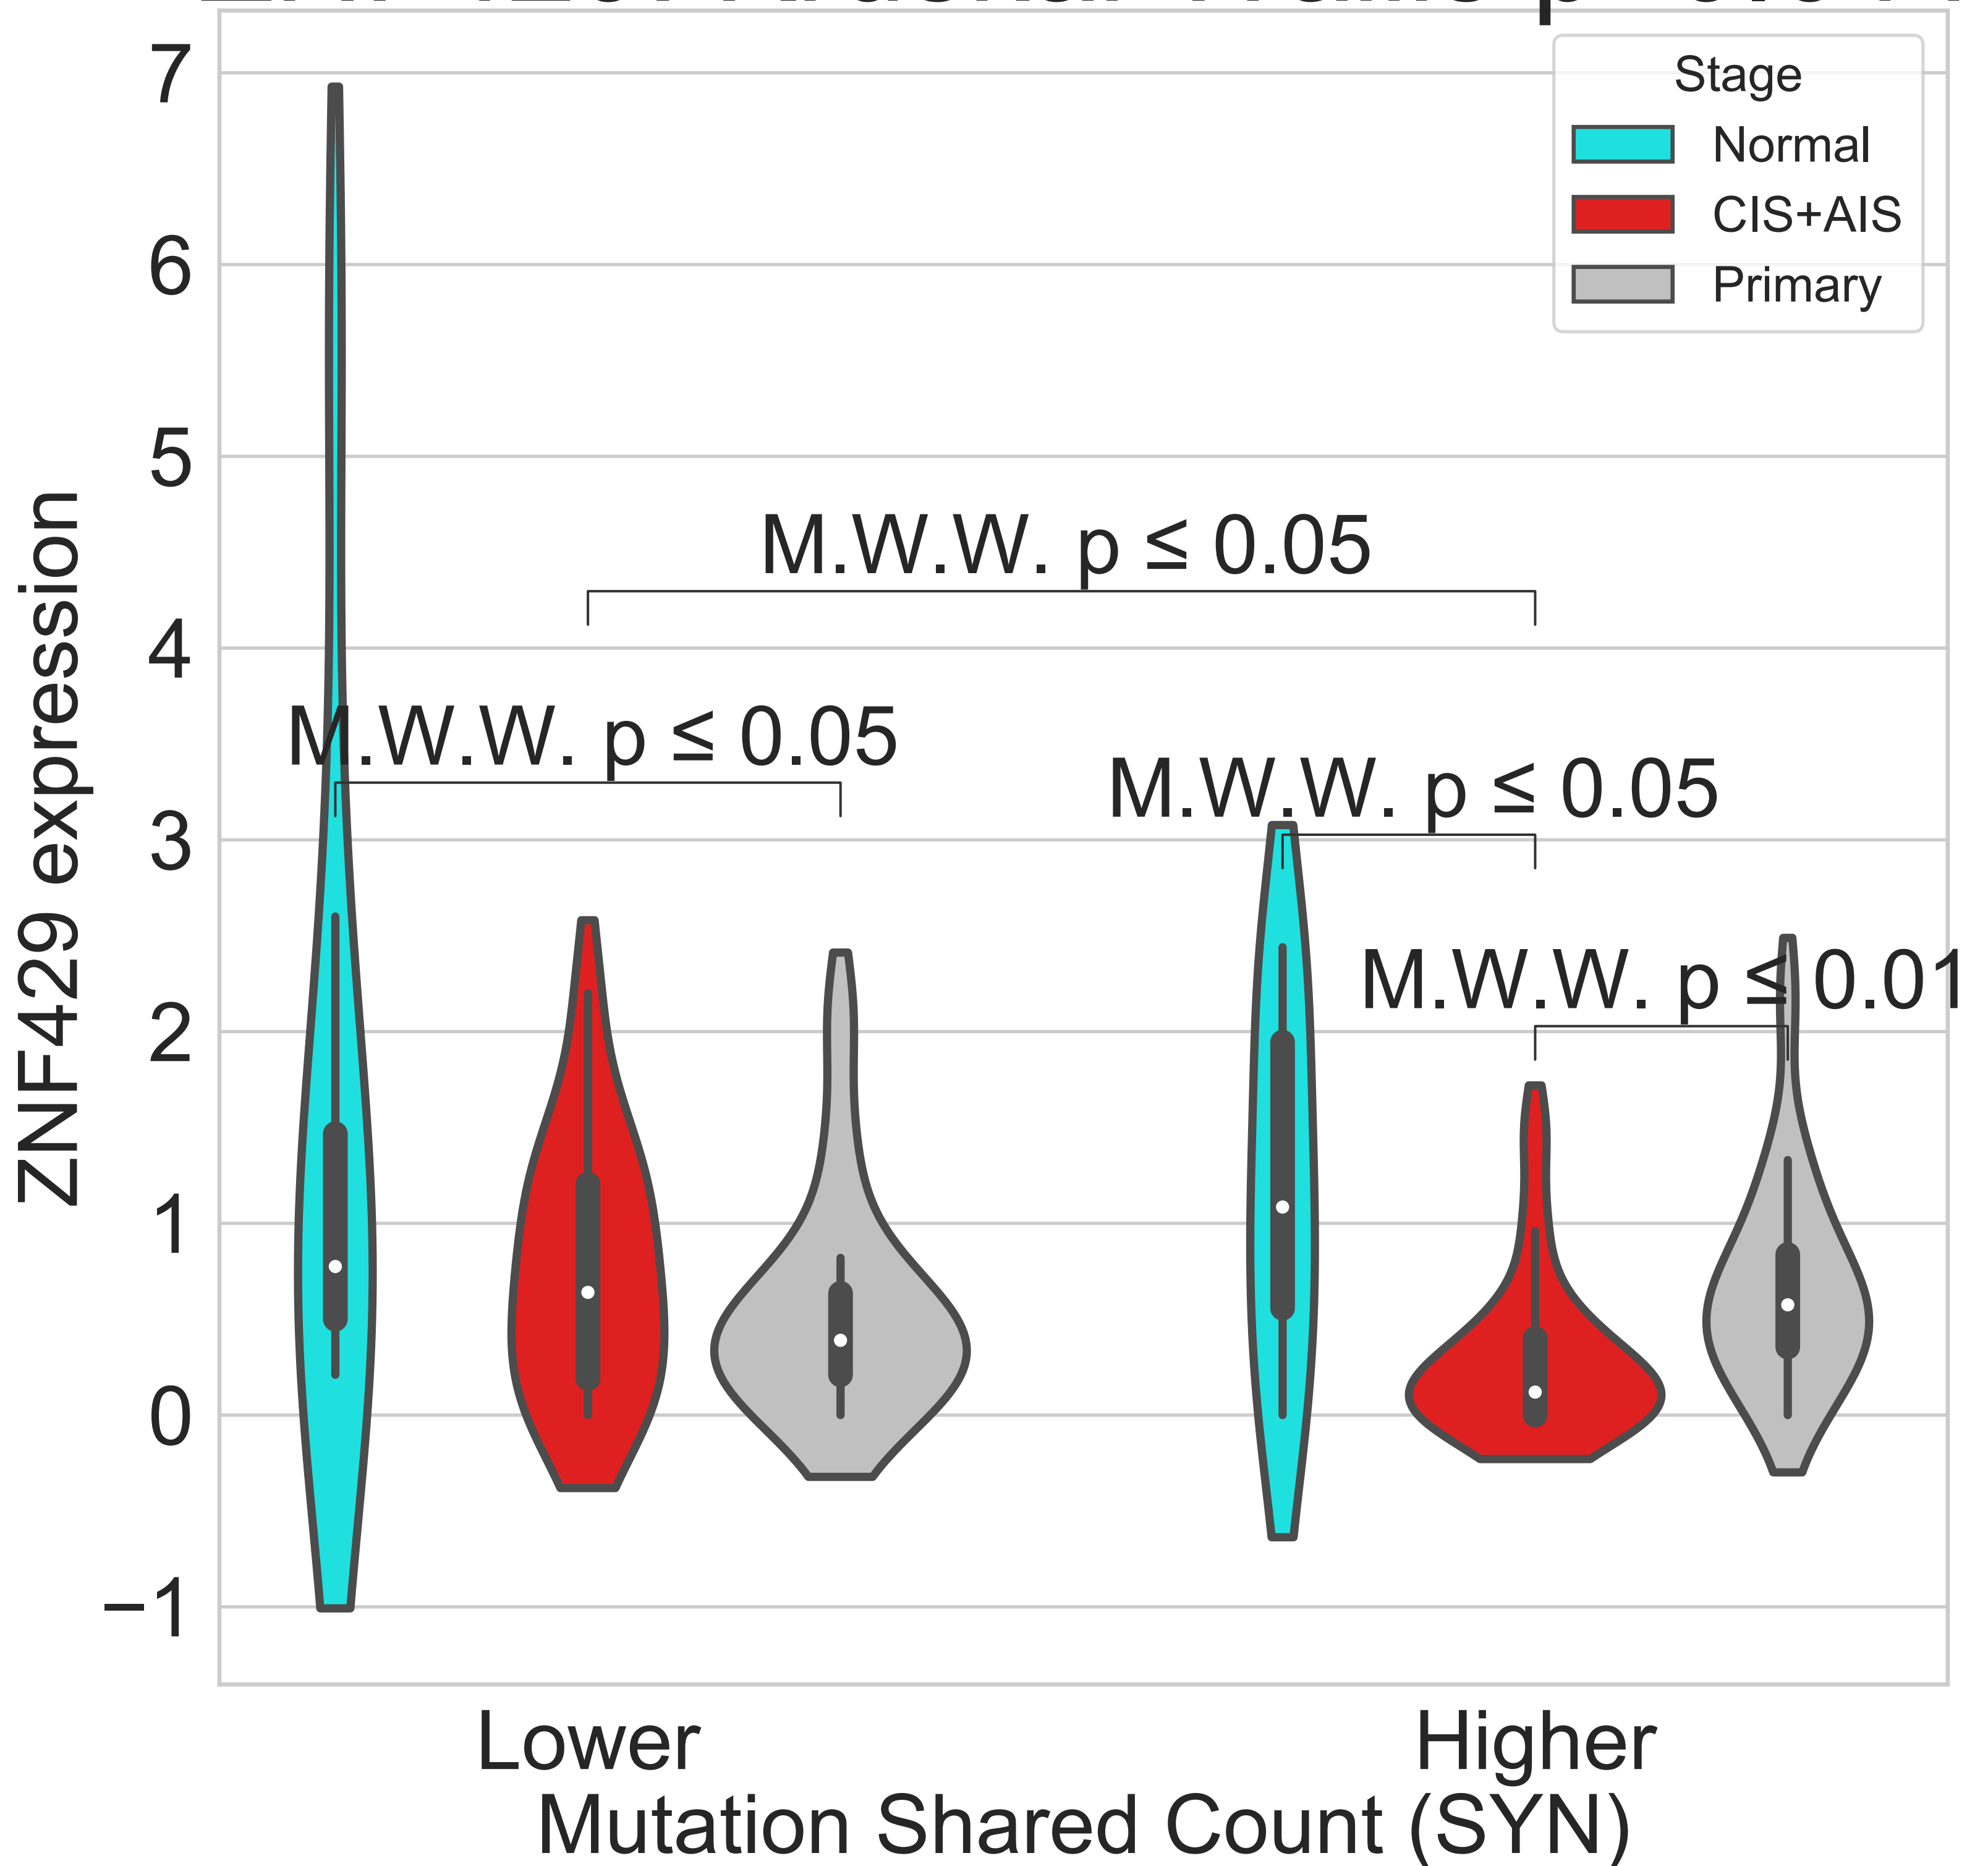 7
6
5
4
3
2
1
0
−1
ZNF429 expression
Stage
Normal
CIS+AIS
Primary
M.W.W. p ≤ 0.05
M.W.W. p ≤ 0.05
M.W.W. p ≤ 0.05
M.W.W. p ≤ 0.01
Lower
Higher
Mutation Shared Count (SYN)